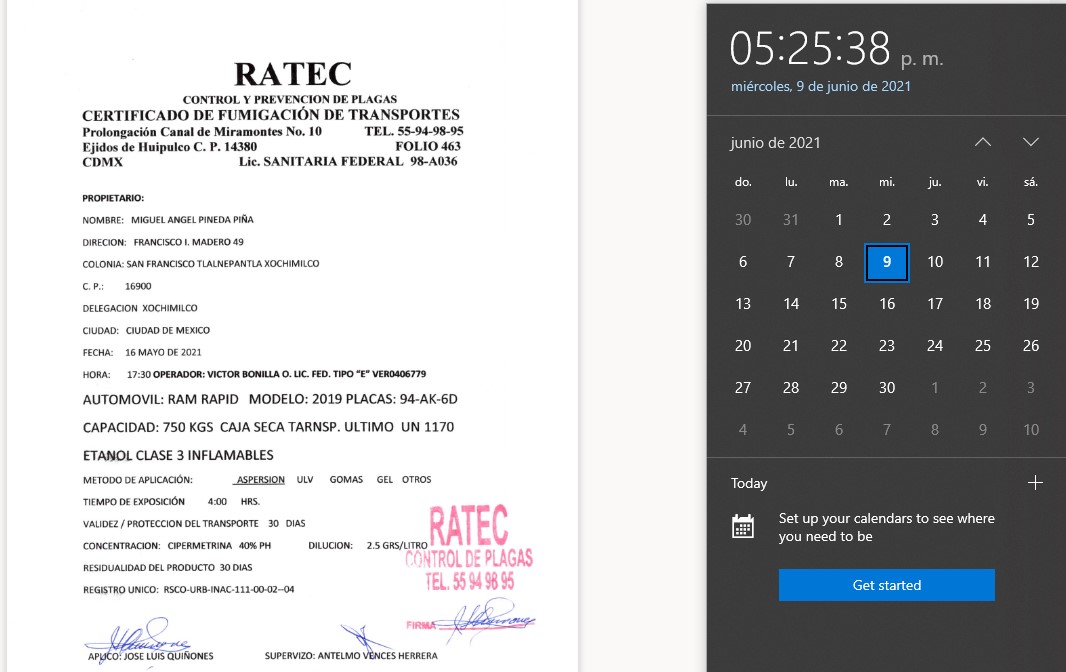 RATEC
CONTROL Y PREVENCION DE PLAGAS
CERTIFICADO DE FUMIGACIÓN DE TRANSPORTES
Prolongación Canal de Miramontes No. 10 TEL. 55-94-98-95
Ejidos de Huipulco C. P. 14380 FOLIO 463
CDMX Lic. SANITARIA FEDERAL 98-A036
PROPIETARIO:
NOMBRE: MIGUEL ANGEL PINEDA PIÑA
DIRECION: FRANCISCO I. MADERO 49
COLONIA: SAN FRANCISCO TLALNEPANTLA XOCHIMILCO
C. P.: 16900
DELEGACION XOCHIMILCO
CIUDAD: CIUDAD DE MEXICO
FECHA: 16 MAYO DE 2021
HORA: 17:30 OPERADOR: VICTOR BONILLA O. LIC. FED. TIPO “E” VER0406779
AUTOMOVIL: RAM RAPID MODELO: 2019 PLACAS: 94-AK-6D
CAPACIDAD: 750 KGS CAJA SECA TARNSP. ULTIMO UN 1170
ETANOL CLASE 3 INFLAMABLES
METODO DE APLICACIÓN: ASPERSION ULV GOMAS GEL OTROS
TIEMPO DE EXPOSICIÓN 4:00 HRS.
VALIDEZ / PROTECCION DEL TRANSPORTE 30 DIAS
CONCENTRACION: CIPERMETRINA 40% PH DILUCION: 2.5 GRS/LITRO
RESIDUALIDAD DEL PRODUCTO 30 DIAS
REGISTRO UNICO: RSCO-URB-INAC-111-00-02--04
RATEC
CONTROL DE PLAGAS
TEL. 55 94 98 95
FIRMA
APLICO: JOSE LUIS QUIÑONES SUPERVIZO: ANTELMO VENCES HERRERA
05:25:38 p. m.
miércoles, 9 de junio de 2021
junio de 2021
do. lu. ma. mi. ju. vi. sá.
30 31 1 2 3 4 5
6 7 8 9 10 11 12
13 14 15 16 17 18 19
20 21 22 23 24 25 26
27 28 29 30 1 2 3
4 5 6 7 8 9 10
Today
Set up your calendars to see where
you need to be
Get started